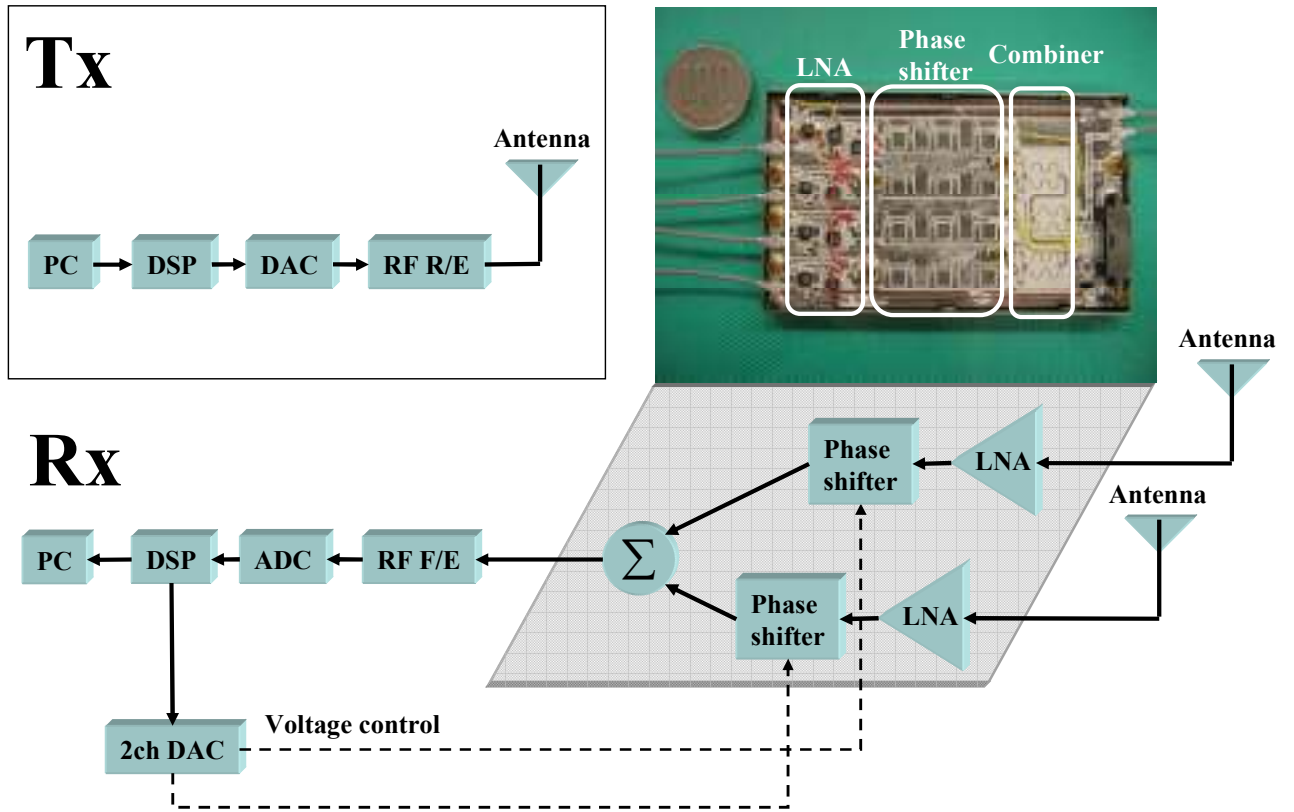 Tx
Antenna
PC
DSP
DAC
RF R/E
LNA
Phase
shifter
Combiner
Antenna
Rx
Phase
shifter
LNA
Antenna
PC
DSP
ADC
RF F/E
Σ
Phase
shifter
LNA
Voltage control
2ch DAC